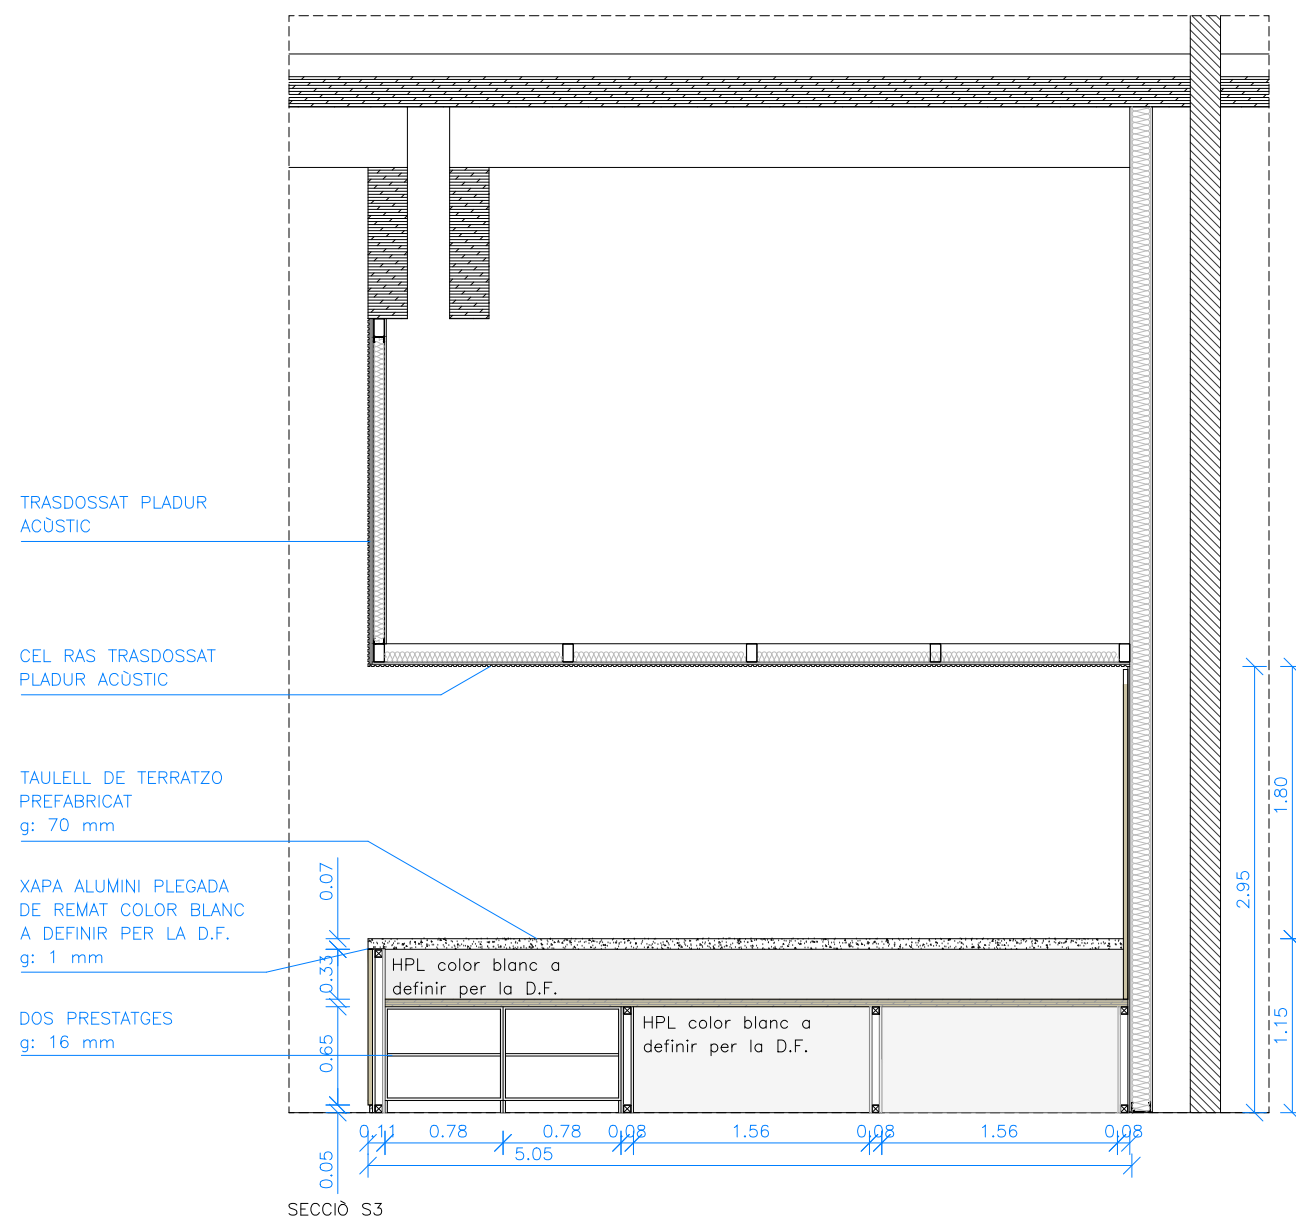 TRASDOSSAT PLADUR
ACÙSTIC
CEL RAS TRASDOSSAT
PLADUR ACÙSTIC
TAULELL DE TERRATZO
PREFABRICAT
g: 70 mm
XAPA ALUMINI PLEGADA
DE REMAT COLOR BLANC
A DEFINIR PER LA D.F.
g: 1 mm
DOS PRESTATGES
g: 16 mm
0.07
0.33
0.65
0.05
HPL color blanc a
definir per la D.F.
HPL color blanc a
definir per la D.F.
2.95
1.80
1.15
0.11 0.78 0.78 0.08 1.56 0.08 1.56 0.08
5.05
SECCIÒ S3